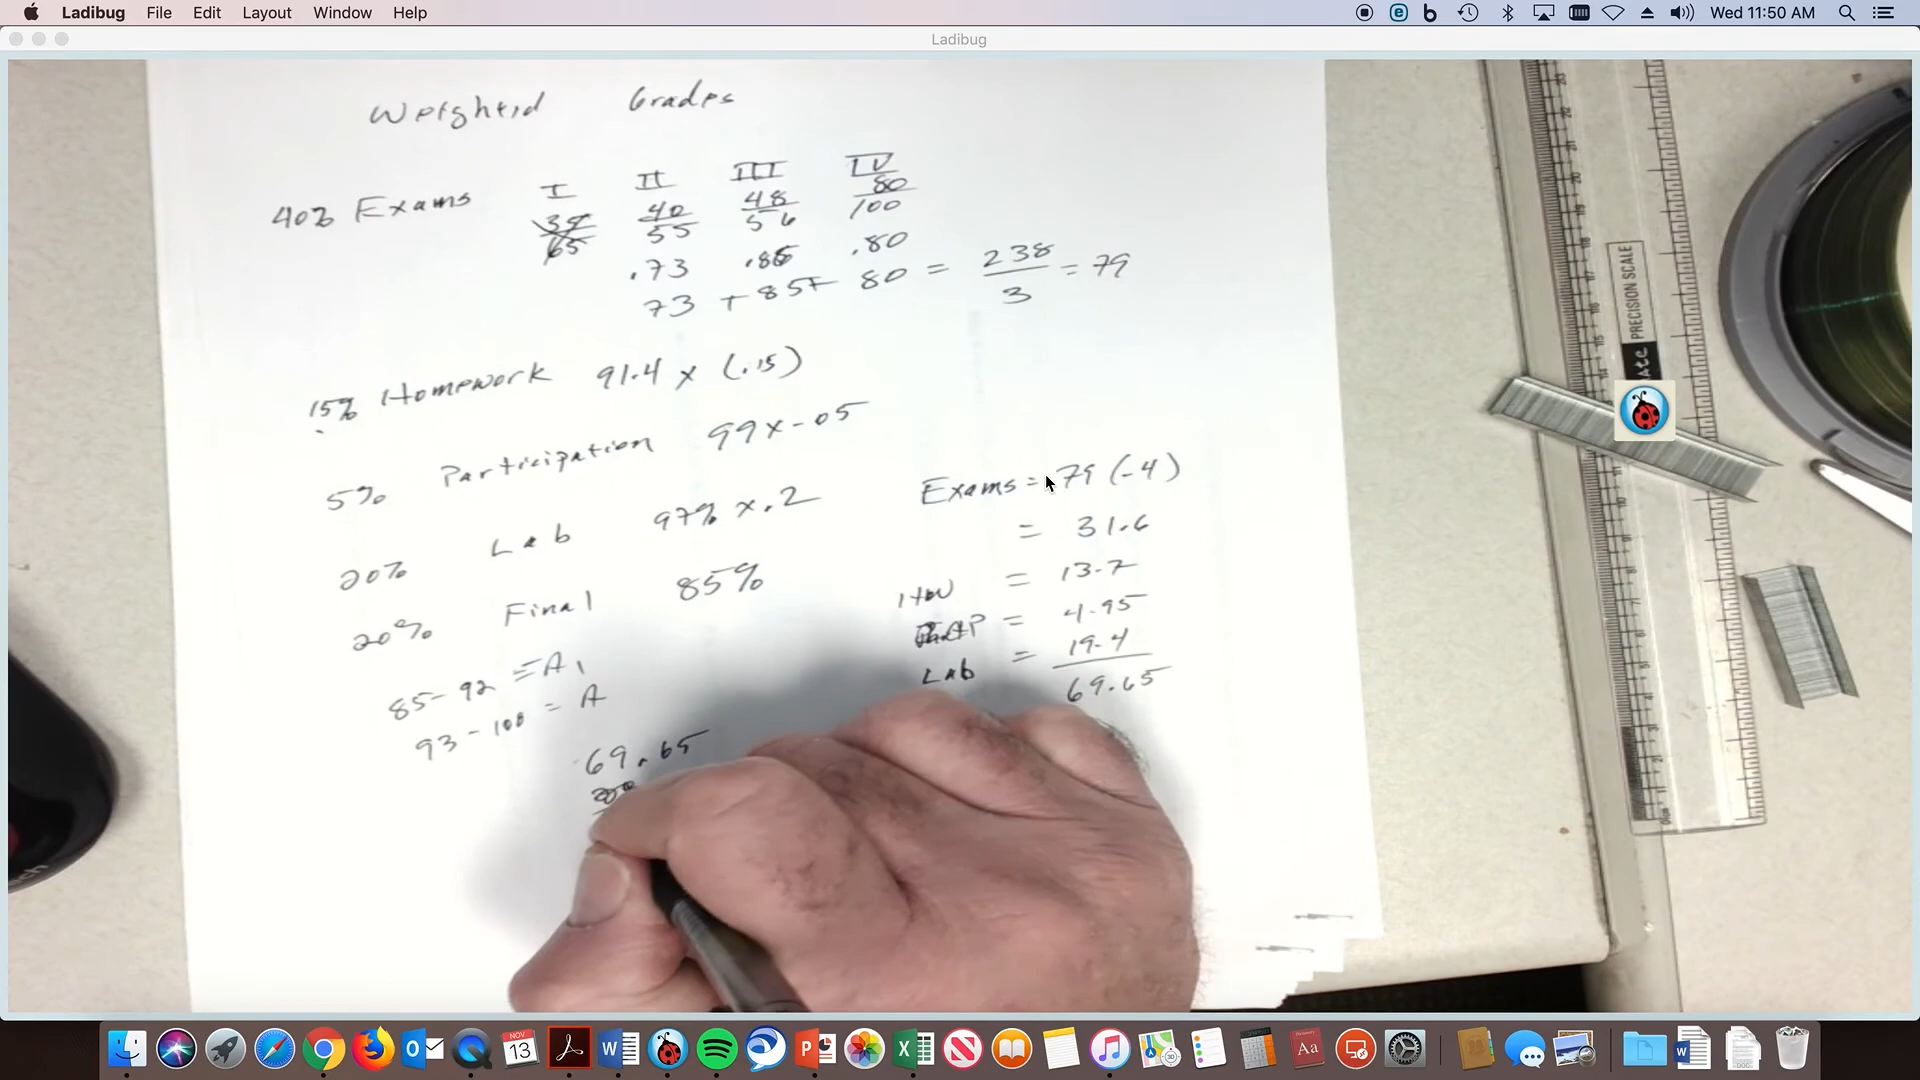 Ladibug File Edit Layout Window Help Wed 11:50 AM
Ladibug
Weighted Grades
I II III IV
40% Exams 39/65 40/55 48/56 80/100
.73 .86 .80
73 + 85 + 80 = 238/3 = 79
15% Homework 91.4 x (.15)
5% Participation 99 x .05
20% Lab 97% x .2
20% Final 85%
85-92 = A
93-100 = A
69.65
Exams = 79 (.4)
= 31.6
HW = 13.7
P = 4.95
Lab = 19.4
69.65
PRECISION SCALE
NOV
13